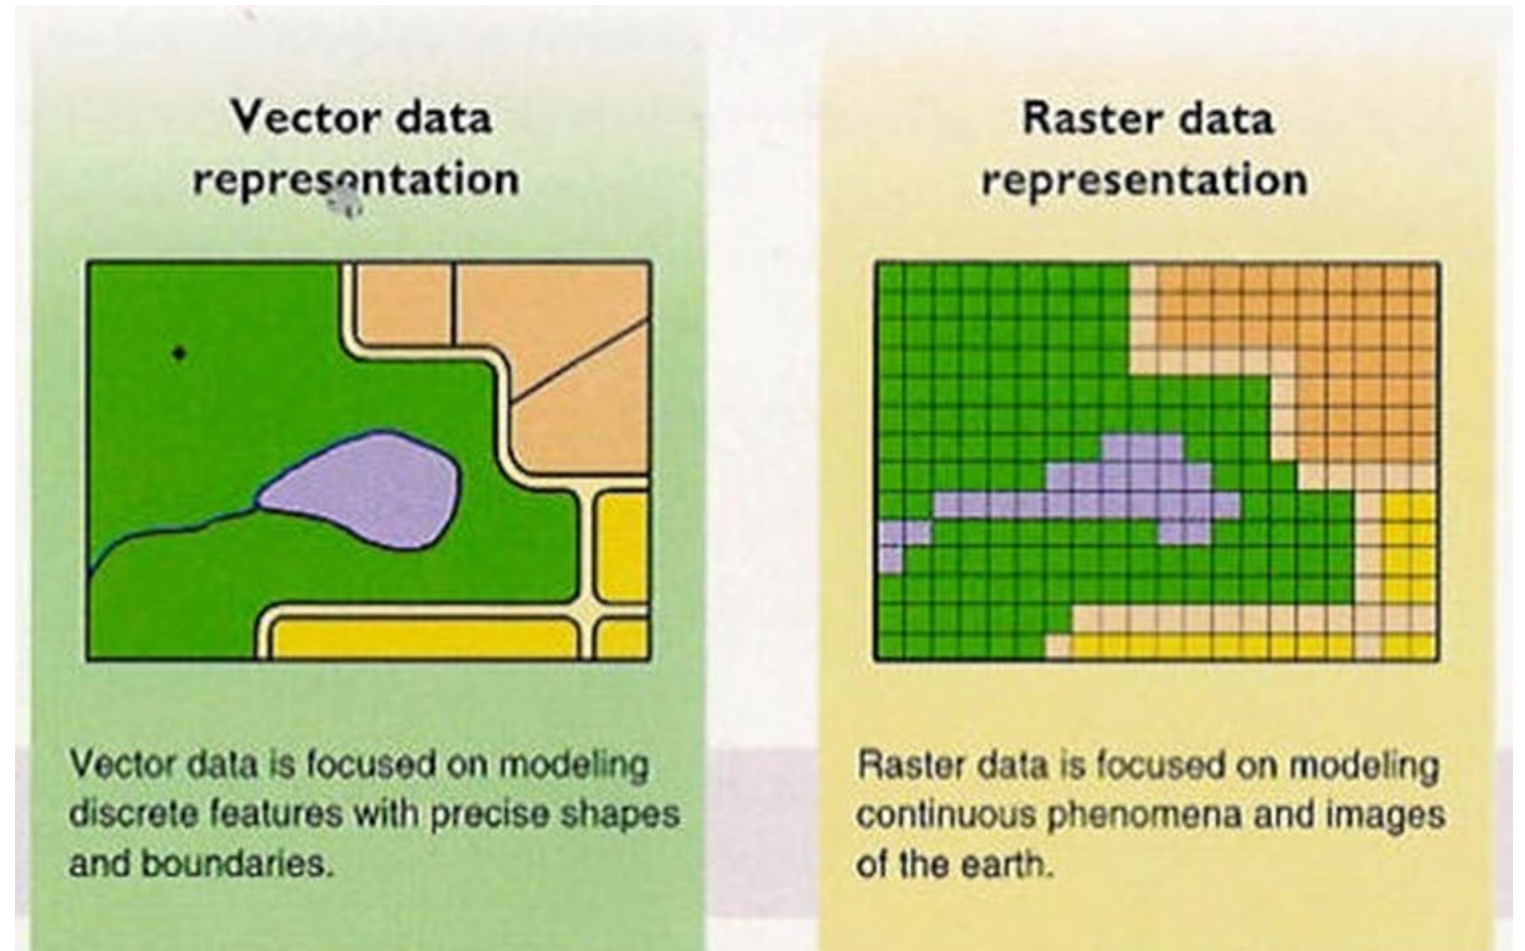 Vector data
representation
Vector data is focused on modeling
discrete features with precise shapes
and boundaries.
Raster data
representation
Raster data is focused on modeling
continuous phenomena and images
of the earth.